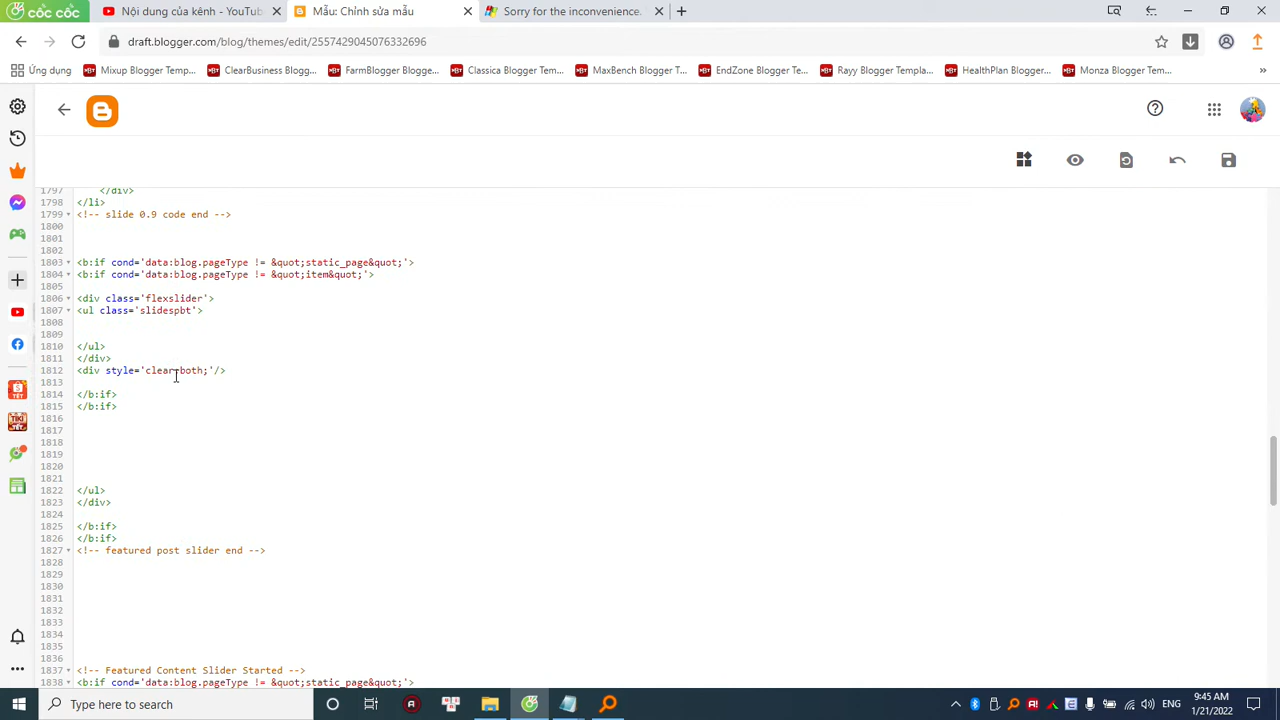 cốc cốc
Nội dung của kênh - YouTub
Mẫu: Chỉnh sửa mẫu
Sorry for the inconvenience.
draft.blogger.com/blog/themes/edit/2557429045076332696
Ứng dụng
Mixup Blogger Temp...
ClearBusiness Blogg...
FarmBlogger Blogge...
Classica Blogger Tem...
MaxBench Blogger T...
EndZone Blogger Te...
Rayy Blogger Templa...
HealthPlan Blogger...
Monza Blogger Tem...
1797 </div>
1798 </li>
1799 <!-- slide 0.9 code end -->
1800
1801
1802
1803 <b:if cond='data:blog.pageType != &quot;static_page&quot;'>
1804 <b:if cond='data:blog.pageType != &quot;item&quot;'>
1805
1806 <div class='flexslider'>
1807 <ul class='slidespbt'>
1808
1809
1810 </ul>
1811 </div>
1812 <div style='clear:both;'/>
1813
1814 </b:if>
1815 </b:if>
1816
1817
1818
1819
1820
1821
1822 </ul>
1823 </div>
1824
1825 </b:if>
1826 </b:if>
1827 <!-- featured post slider end -->
1828
1829
1830
1831
1832
1833
1834
1835
1836
1837 <!-- Featured Content Slider Started -->
1838 <b:if cond='data:blog.pageType != &quot;static_page&quot;'>
Type here to search
ENG
9:45 AM
1/21/2022